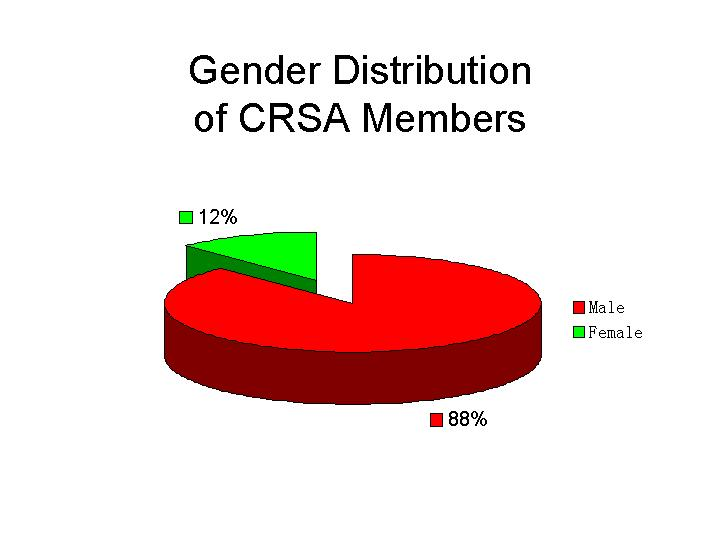 Gender Distribution
of CRSA Members
12%
Male
Female
88%